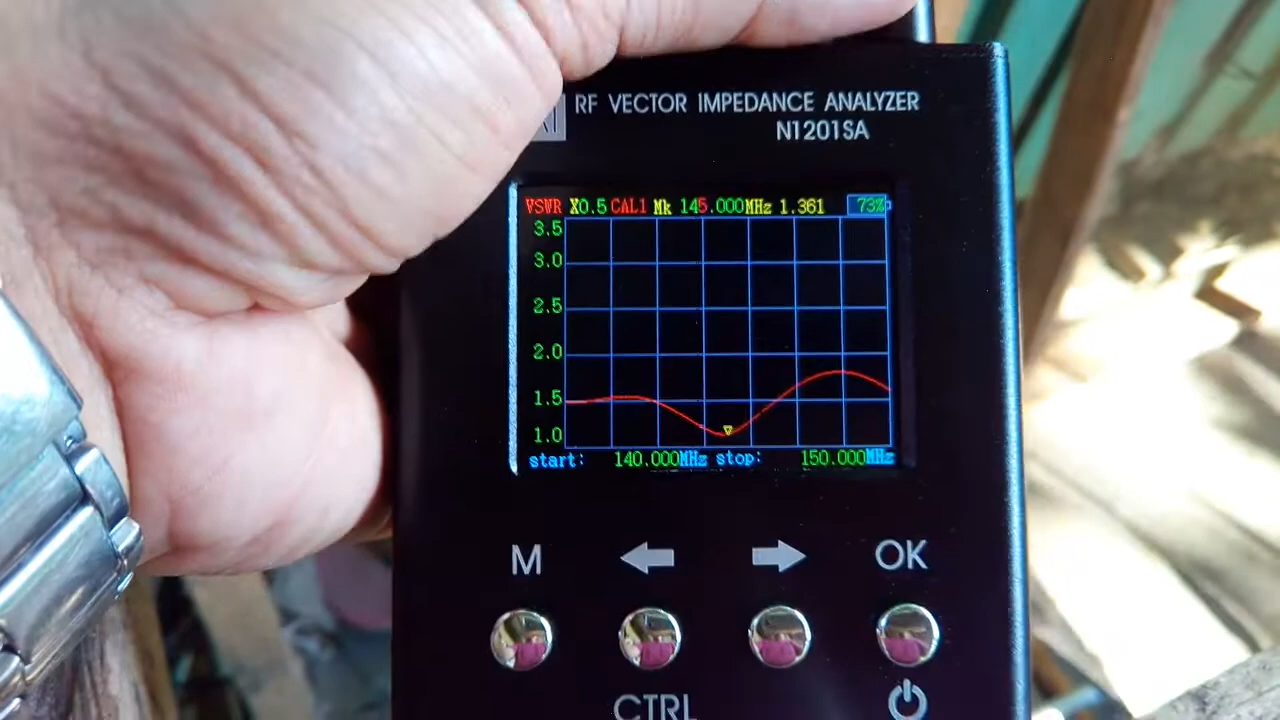 RF VECTOR IMPEDANCE ANALYZER
N1201SA
VSWR X0.5 CAL1 Mk 145.000MHz 1.361 73%
3.5
3.0
2.5
2.0
1.5
1.0
start: 140.000MHz stop: 150.000MHz
M OK
CTRL